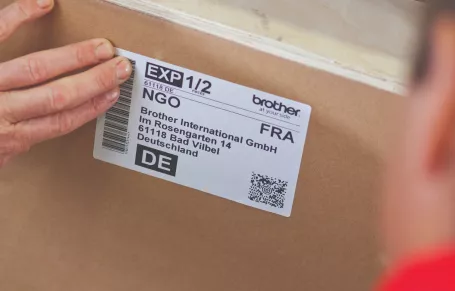 EXP 1/2
61118 DE
NGO
brother
at your side
FRA
Brother International GmbH
Im Rosengarten 14
61118 Bad Vilbel
Deutschland
DE